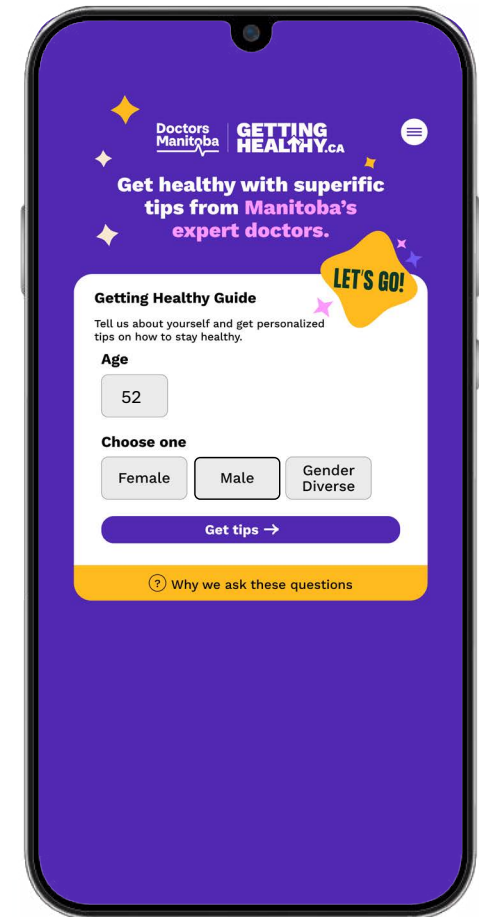 Doctors
Manitoba
GETTING
HEALTHY.CA
Get healthy with superific
tips from Manitoba's
expert doctors.
LET'S GO!
Getting Healthy Guide
Tell us about yourself and get personalized
tips on how to stay healthy.
Age
52
Choose one
Female
Male
Gender
Diverse
Get tips →
? Why we ask these questions